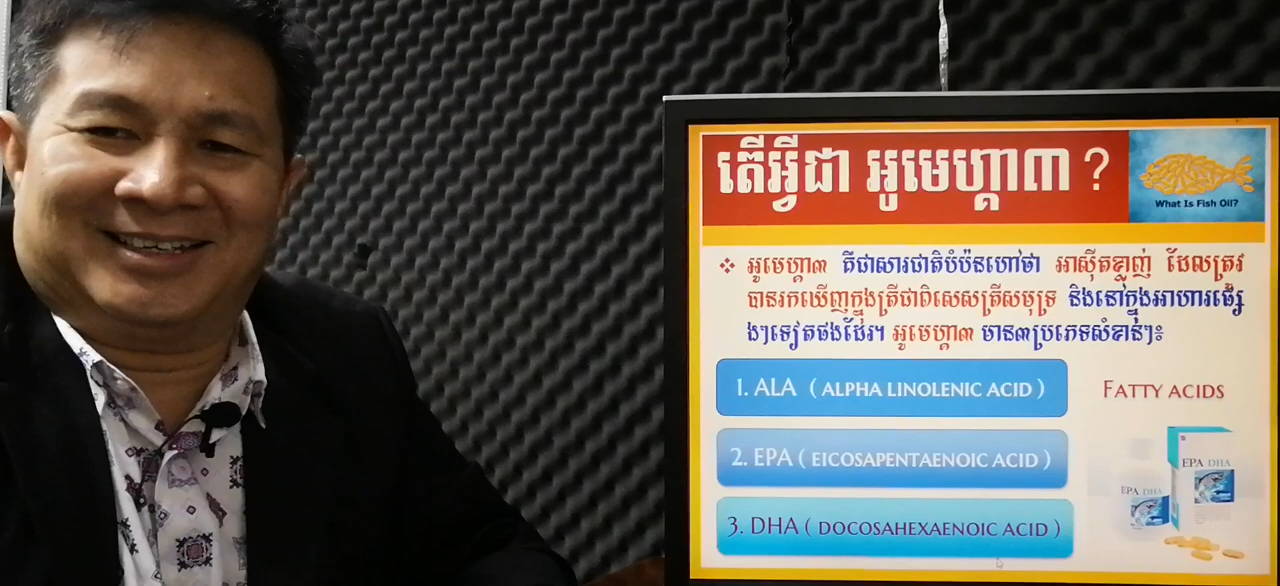 តើអ្វីជា អូមេហ្គា៣ ?
What Is Fish Oil?
❖ អូមេហ្គា៣ គឺជាសារជាតិបំប៉នហៅថា អាស៊ីតខ្លាញ់ ដែលត្រូវ
បានរកឃើញក្នុងត្រីជាពិសេសត្រីសមុទ្រ និងនៅក្នុងអាហារផ្សេ
ងៗទៀតផងដែរ។ អូមេហ្គា៣ មាន៣ប្រភេទសំខាន់ៗ៖
1. ALA ( ALPHA LINOLENIC ACID )
FATTY ACIDS
2. EPA ( EICOSAPENTAENOIC ACID )
EPA DHA
EPA DHA
3. DHA ( DOCOSAHEXAENOIC ACID )